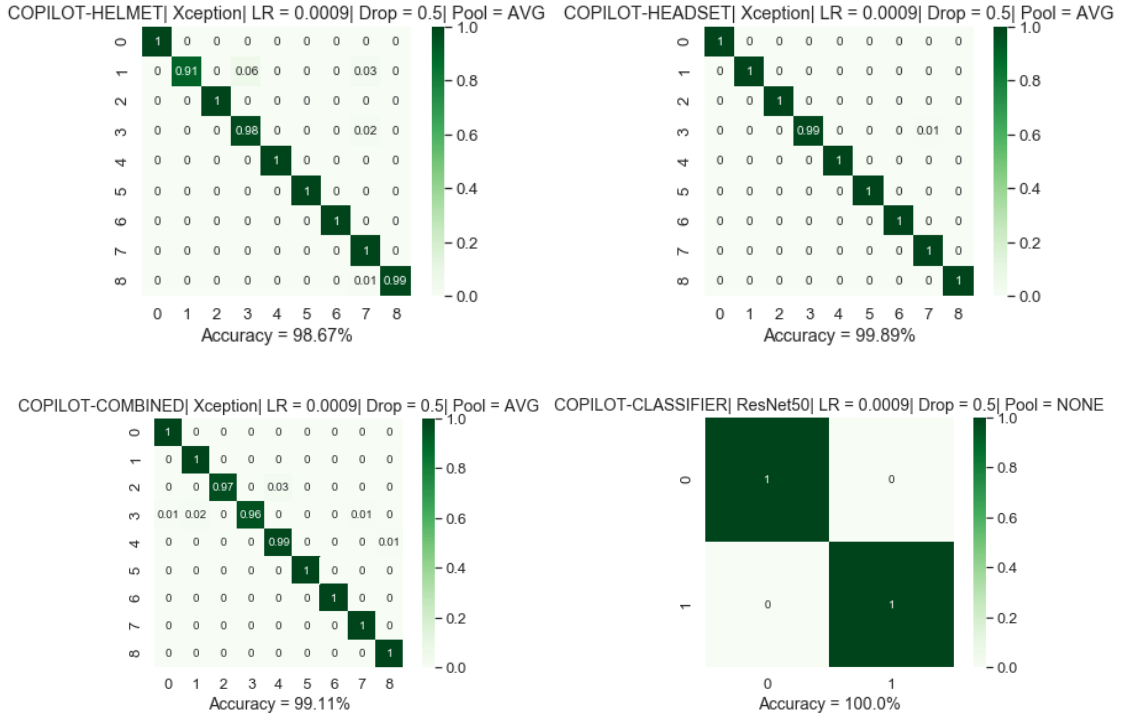 COPILOT-HELMET| Xception| LR = 0.0009| Drop = 0.5| Pool = AVG
0 1 0 0 0 0 0 0 0 0
1 0 0.91 0 0.06 0 0 0 0.03 0
2 0 0 1 0 0 0 0 0 0
3 0 0 0 0.98 0 0 0 0.02 0
4 0 0 0 0 1 0 0 0 0
5 0 0 0 0 0 1 0 0 0
6 0 0 0 0 0 0 1 0 0
7 0 0 0 0 0 0 0 1 0
8 0 0 0 0 0 0 0 0.01 0.99
0 1 2 3 4 5 6 7 8
Accuracy = 98.67%
1.0
0.8
0.6
0.4
0.2
0.0
COPILOT-HEADSET| Xception| LR = 0.0009| Drop = 0.5| Pool = AVG
0 1 0 0 0 0 0 0 0 0
1 0 1 0 0 0 0 0 0 0
2 0 0 1 0 0 0 0 0 0
3 0 0 0 0.99 0 0 0 0.01 0
4 0 0 0 0 1 0 0 0 0
5 0 0 0 0 0 1 0 0 0
6 0 0 0 0 0 0 1 0 0
7 0 0 0 0 0 0 0 1 0
8 0 0 0 0 0 0 0 0 1
0 1 2 3 4 5 6 7 8
Accuracy = 99.89%
1.0
0.8
0.6
0.4
0.2
0.0
COPILOT-COMBINED| Xception| LR = 0.0009| Drop = 0.5| Pool = AVG
0 1 0 0 0 0 0 0 0 0
1 0 1 0 0 0 0 0 0 0
2 0 0 0.97 0 0.03 0 0 0 0
3 0.01 0.02 0 0.96 0 0 0 0.01 0
4 0 0 0 0 0.99 0 0 0 0.01
5 0 0 0 0 0 1 0 0 0
6 0 0 0 0 0 0 1 0 0
7 0 0 0 0 0 0 0 1 0
8 0 0 0 0 0 0 0 0 1
0 1 2 3 4 5 6 7 8
Accuracy = 99.11%
1.0
0.8
0.6
0.4
0.2
0.0
COPILOT-CLASSIFIER| ResNet50| LR = 0.0009| Drop = 0.5| Pool = NONE
0 1 0
1 0 1
0 1
Accuracy = 100.0%
1.0
0.8
0.6
0.4
0.2
0.0